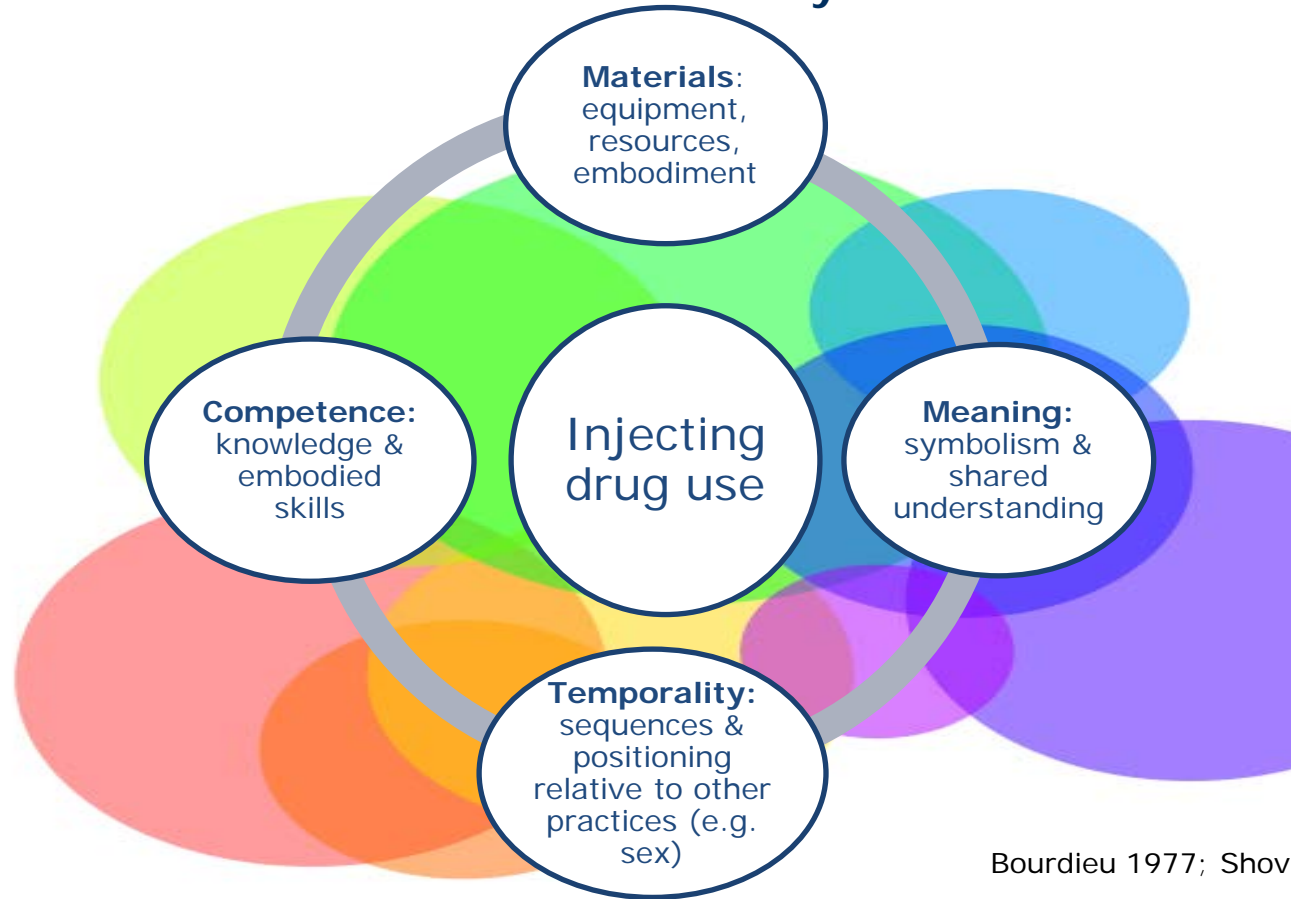 Materials:
equipment,
resources,
embodiment
Competence:
knowledge &
embodied
skills
Injecting
drug use
Meaning:
symbolism &
shared
understanding
Temporality:
sequences &
positioning
relative to other
practices (e.g.
sex)
Bourdieu 1977; Shov